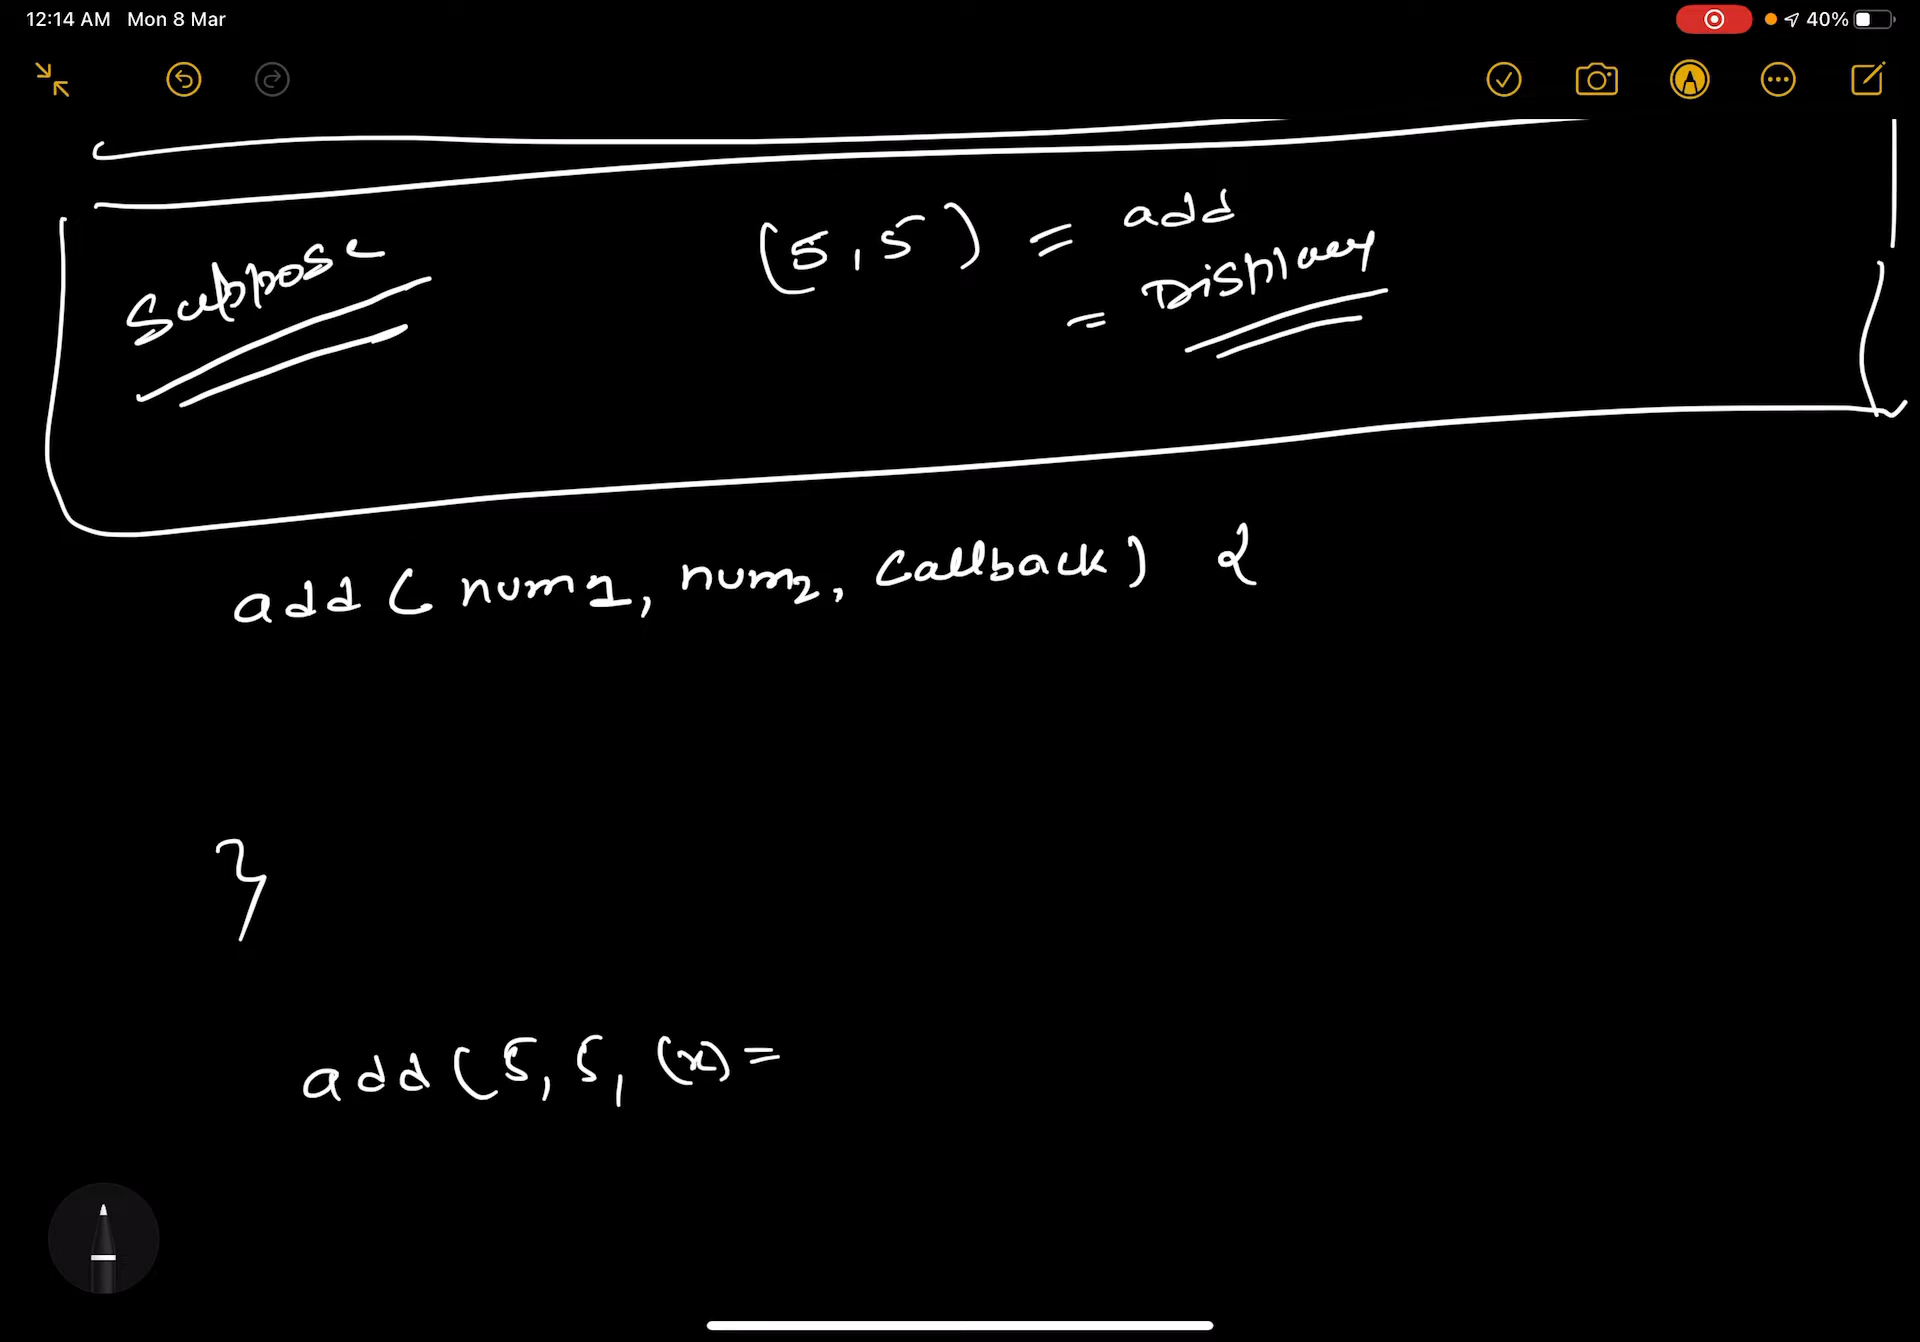 12:14 AM Mon 8 Mar 40%
Suppose (5,5) = add
= Display
add ( num1, num2, Callback) {
}
add (5, 5, (x) =